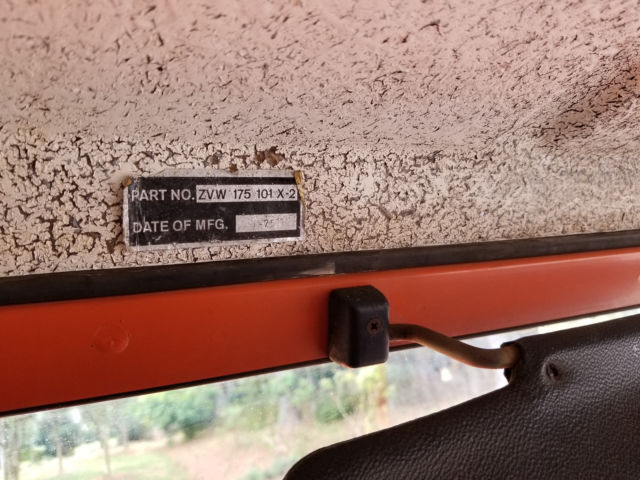 PART NO. ZVW 175 101 X-2
DATE OF MFG.